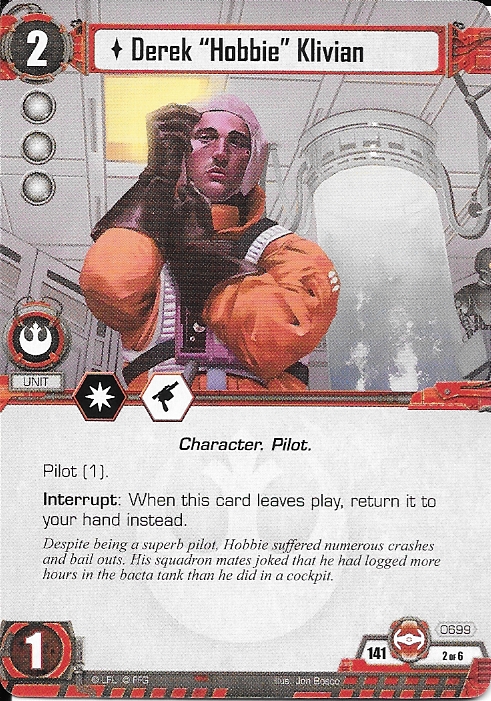 2
Derek "Hobbie" Klivian
UNIT
Character. Pilot.
Pilot (1).
Interrupt: When this card leaves play, return it to
your hand instead.
Despite being a superb pilot, Hobbie suffered numerous crashes
and bail outs. His squadron mates joked that he had logged more
hours in the bacta tank than he did in a cockpit.
1
141
0699
2 OF 6
© LFL © FFG
Illus. Jon Bosco